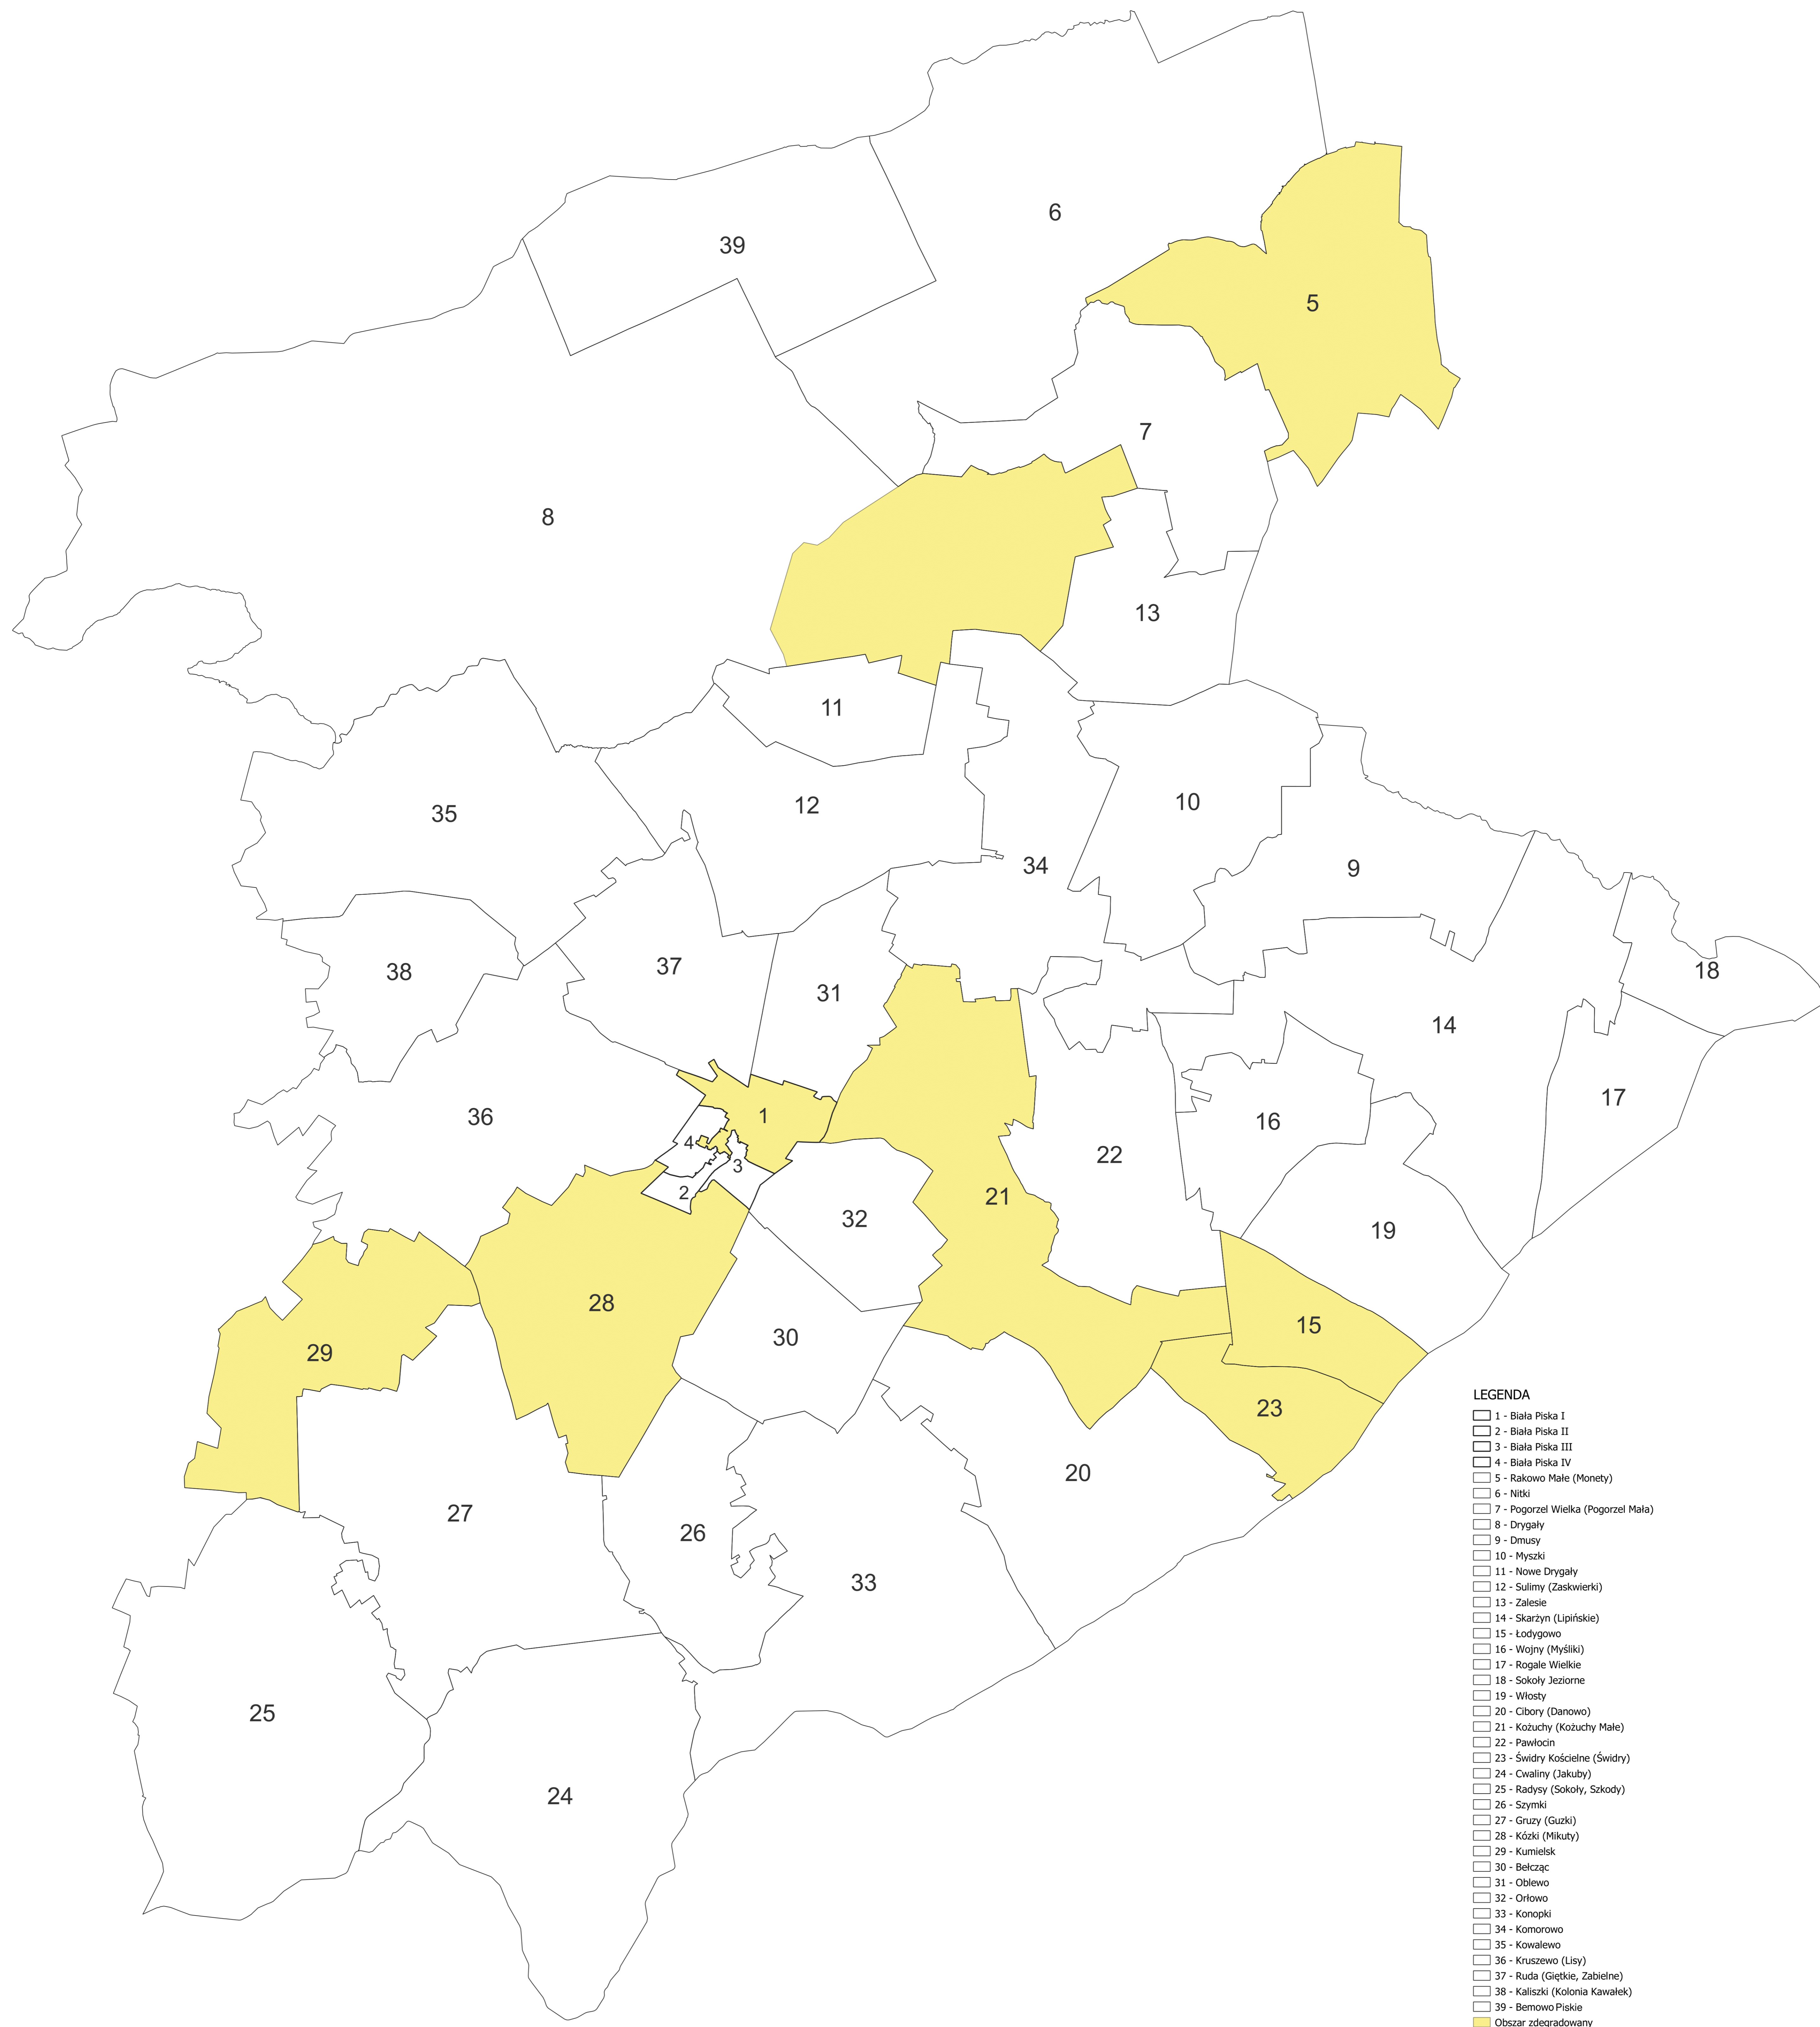 6
39
5
7
8
13
11
12
10
35
34
9
38
37
31
18
14
36
1
4
3
2
16
17
22
21
32
19
28
30
15
29
23
20
27
26
33
25
24
LEGENDA
1 - Biała Piska I
2 - Biała Piska II
3 - Biała Piska III
4 - Biała Piska IV
5 - Rakowo Małe (Monety)
6 - Nitki
7 - Pogorzel Wielka (Pogorzel Mała)
8 - Drygały
9 - Dmusy
10 - Myszki
11 - Nowe Drygały
12 - Sulimy (Zaskwierki)
13 - Zalesie
14 - Skarżyn (Lipińskie)
15 - Łodygowo
16 - Wojny (Myśliki)
17 - Rogale Wielkie
18 - Sokoły Jeziorne
19 - Włosty
20 - Cibory (Danowo)
21 - Kożuchy (Kożuchy Małe)
22 - Pawłocin
23 - Świdry Kościelne (Świdry)
24 - Cwaliny (Jakuby)
25 - Radysy (Sokoły, Szkody)
26 - Szymki
27 - Gruzy (Guzki)
28 - Kózki (Mikuty)
29 - Kumielsk
30 - Bełcząc
31 - Oblewo
32 - Orłowo
33 - Konopki
34 - Komorowo
35 - Kowalewo
36 - Kruszewo (Lisy)
37 - Ruda (Giętkie, Zabielne)
38 - Kaliszki (Kolonia Kawałek)
39 - Bemowo Piskie
Obszar zdegradowany